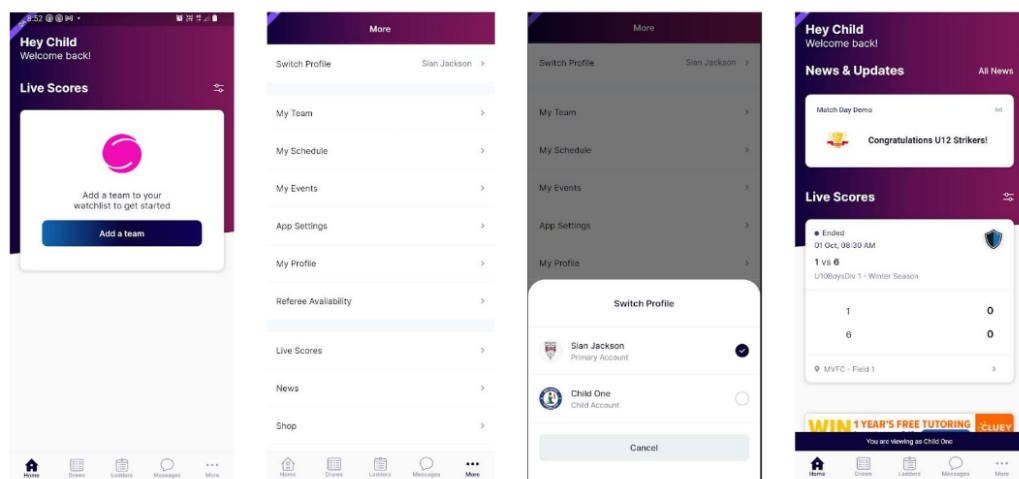 8:52
Hey Child
Welcome back!
Live Scores
Add a team to your
watchlist to get started
Add a team
Home Draws Ladders Messages More
More
Switch Profile Sian Jackson
My Team
My Schedule
My Events
App Settings
My Profile
Referee Availability
Live Scores
News
Shop
Home Draws Ladders Messages More
More
Switch Profile Sian Jackson
My Team
My Schedule
My Events
App Settings
My Profile
Switch Profile
Sian Jackson
Primary Account
Child One
Child Account
Cancel
Hey Child
Welcome back!
News & Updates All News
Match Day Demo
Congratulations U12 Strikers!
Live Scores
Ended
01 Oct, 08:30 AM
1 vs 6
U10BoysDiv 1 - Winter Season
1 0
6 0
MVFC - Field 1
WIN 1 YEAR'S FREE TUTORING CLUEY
You are viewing as Child One
Home Draws Ladders Messages More